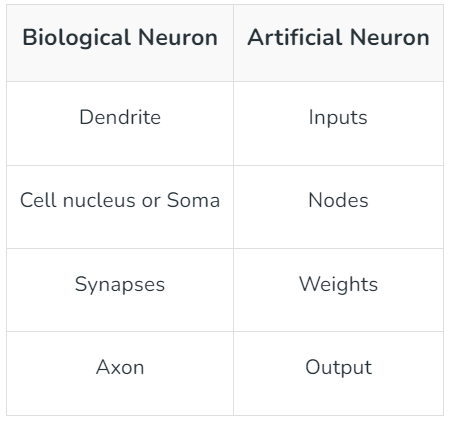 Biological Neuron Artificial Neuron
Dendrite Inputs
Cell nucleus or Soma Nodes
Synapses Weights
Axon Output